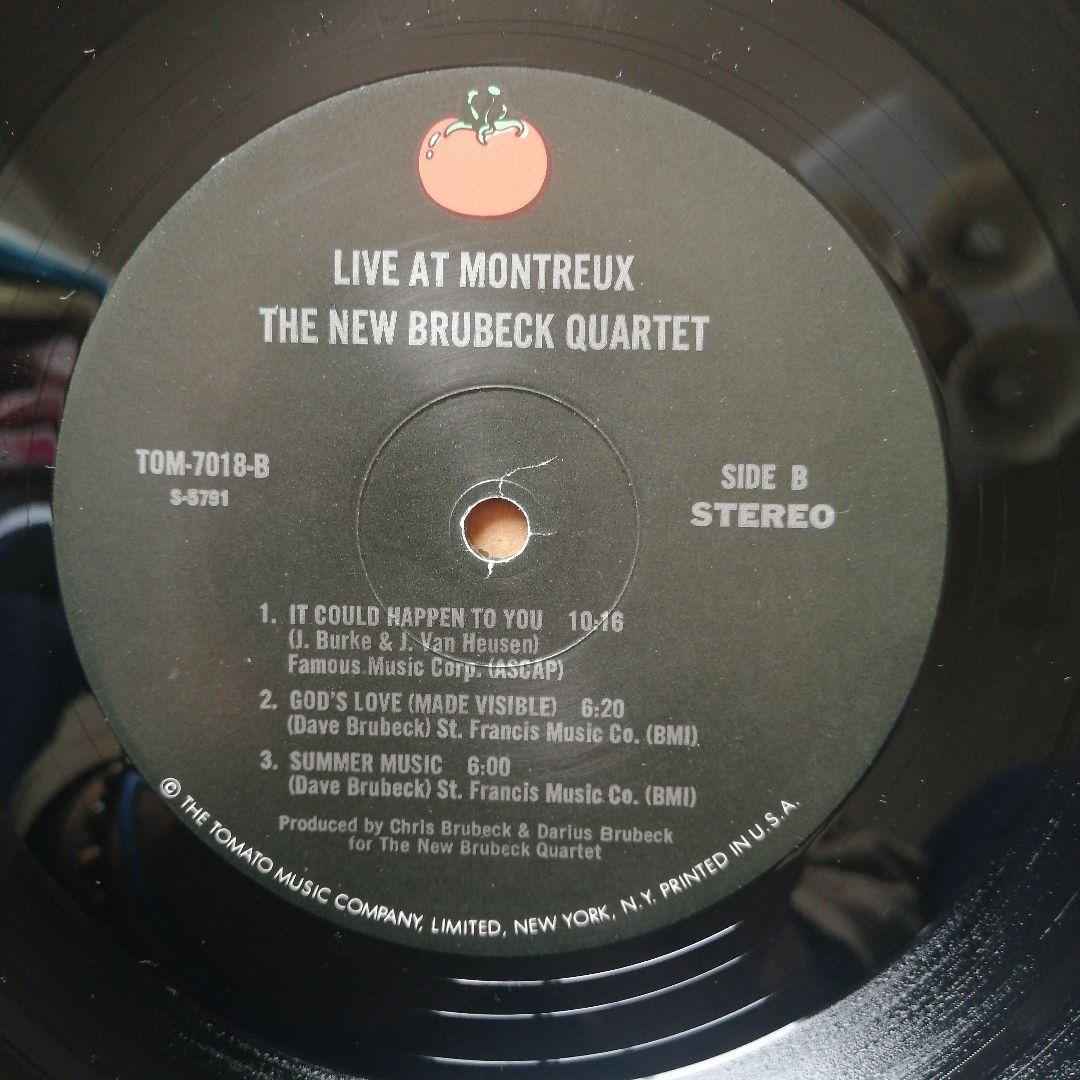 LIVE AT MONTREUX
THE NEW BRUBECK QUARTET
TOM-7018-B
S-5791
SIDE B
STEREO
1. IT COULD HAPPEN TO YOU 10:16
(J. Burke & J. Van Heusen)
Famous Music Corp. (ASCAP)
2. GOD'S LOVE (MADE VISIBLE) 6:20
(Dave Brubeck) St. Francis Music Co. (BMI)
3. SUMMER MUSIC 6:00
(Dave Brubeck) St. Francis Music Co. (BMI)
Produced by Chris Brubeck & Darius Brubeck
for The New Brubeck Quartet
© THE TOMATO MUSIC COMPANY, LIMITED, NEW YORK, N.Y. PRINTED IN U.S.A.